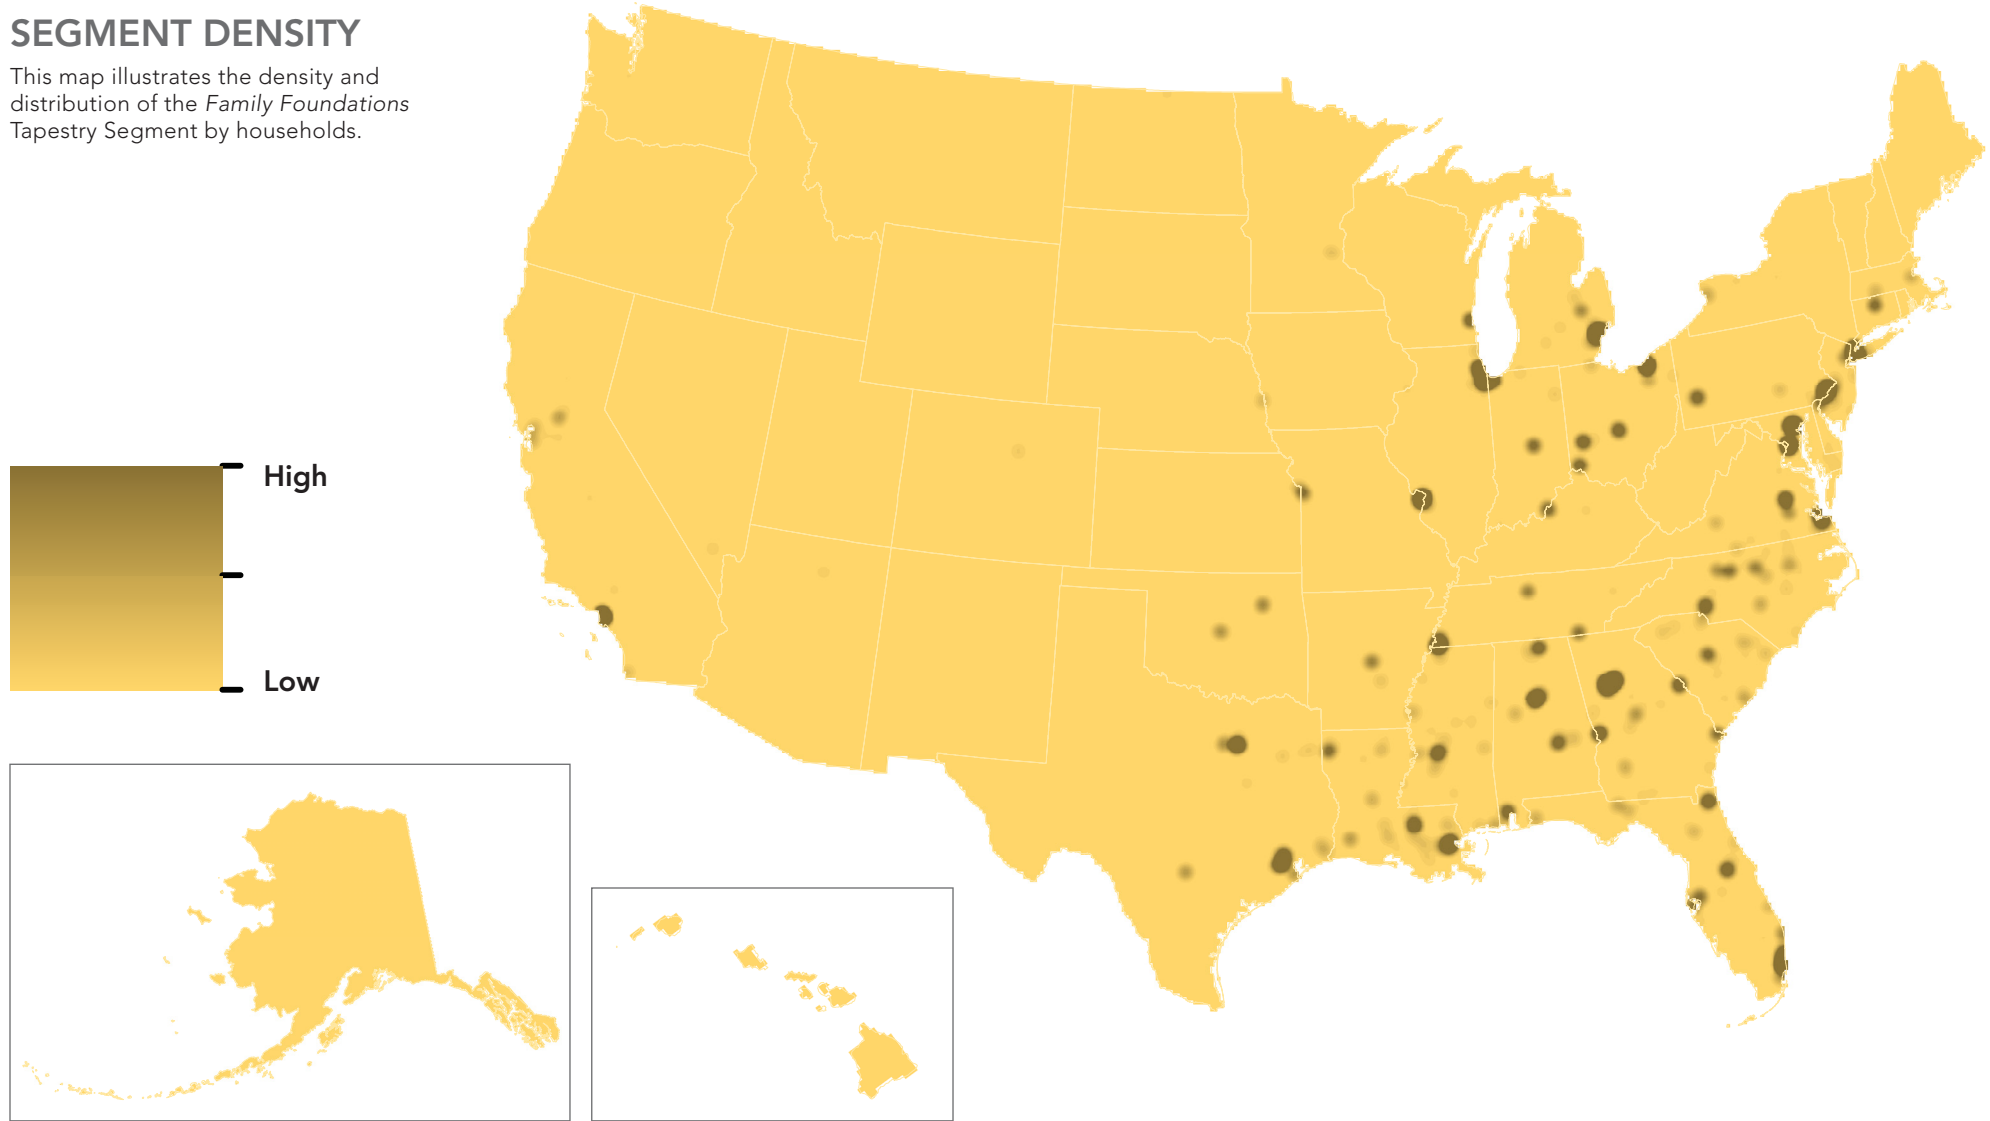 SEGMENT DENSITY
This map illustrates the density and
distribution of the Family Foundations
Tapestry Segment by households.
High
Low